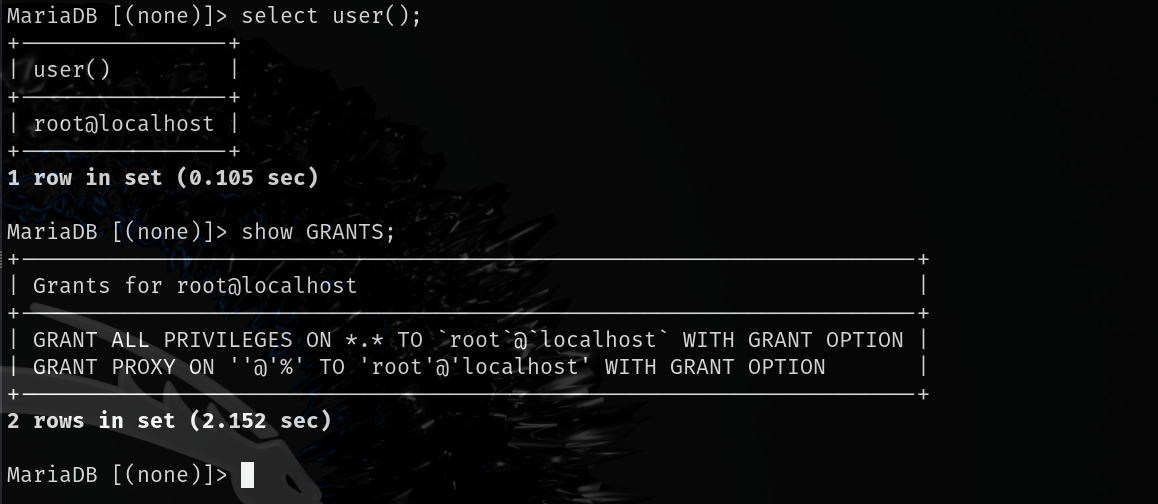 MariaDB [(none)]> select user();
+----------------+
| user()         |
+----------------+
| root@localhost |
+----------------+
1 row in set (0.105 sec)
MariaDB [(none)]> show GRANTS;
+---------------------------------------------------------------------+
| Grants for root@localhost                                           |
+---------------------------------------------------------------------+
| GRANT ALL PRIVILEGES ON *.* TO `root`@`localhost` WITH GRANT OPTION |
| GRANT PROXY ON ''@'%' TO 'root'@'localhost' WITH GRANT OPTION       |
+---------------------------------------------------------------------+
2 rows in set (2.152 sec)
MariaDB [(none)]>